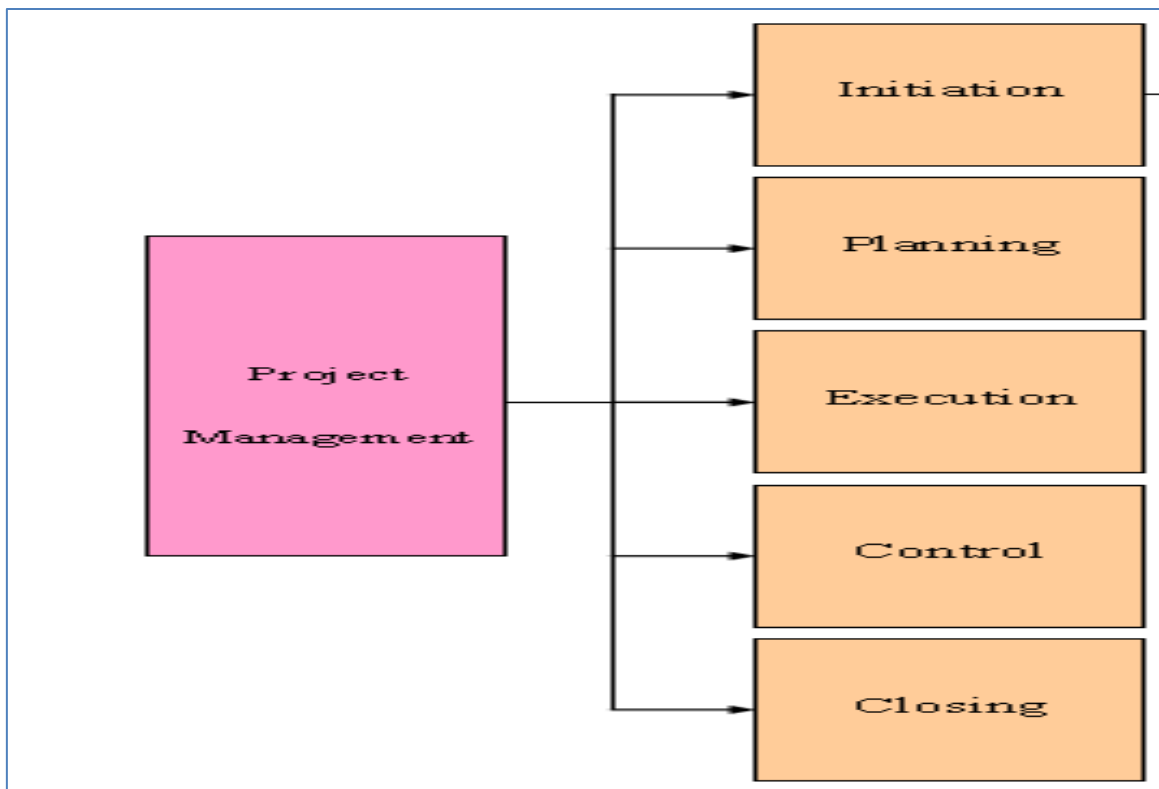 Initiation
Planning
Project
Management
Execution
Control
Closing